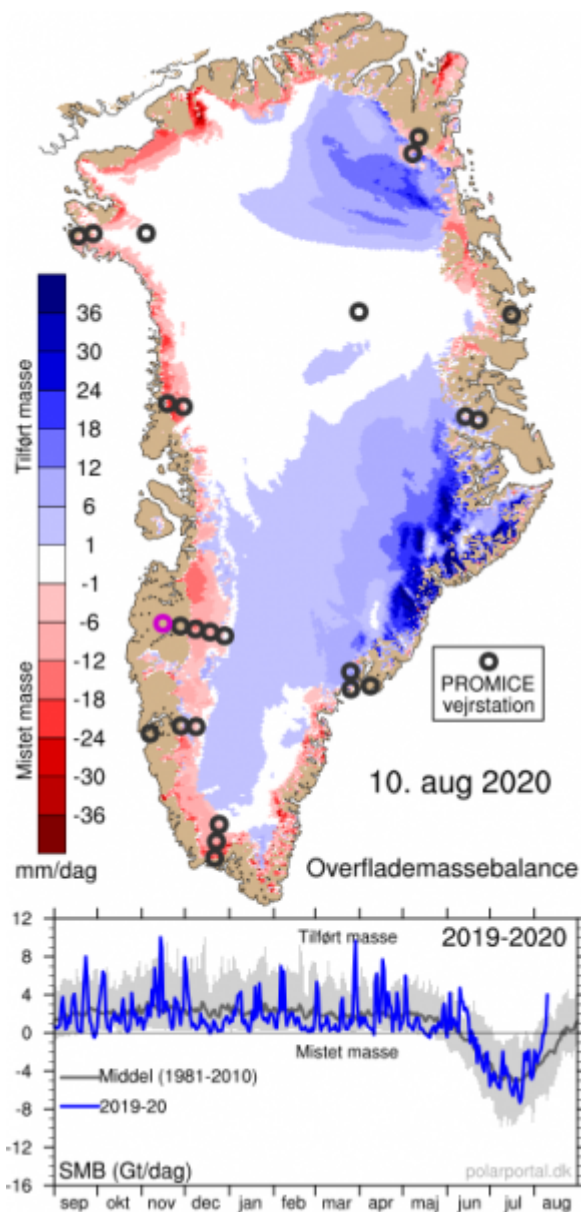 Tilført masse
Mistet masse
36
30
24
18
12
6
1
-1
-6
-12
-18
-24
-30
-36
mm/dag
PROMICE
vejrstation
10. aug 2020
Overflademassebalance
12
8
4
0
-4
-8
-12
-16
Tilført masse
2019-2020
Mistet masse
Middel (1981-2010)
2019-20
SMB (Gt/dag)
polarportal.dk
sep okt nov dec jan feb mar apr maj jun jul aug